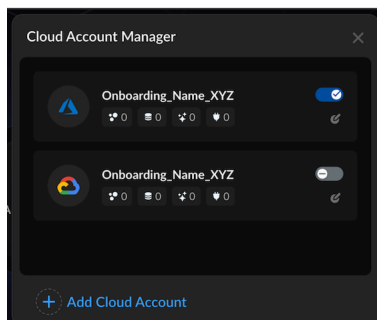 Cloud Account Manager
Onboarding_Name_XYZ
0 0 0 0
Onboarding_Name_XYZ
0 0 0 0
A
Add Cloud Account